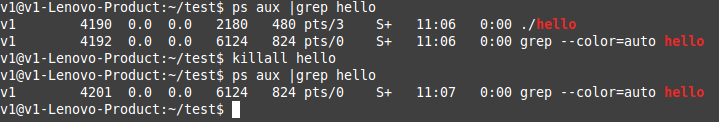 v1@v1-Lenovo-Product:~/test$ ps aux |grep hello
v1        4190  0.0  0.0   2180   480 pts/3    S+   11:06   0:00 ./hello
v1        4192  0.0  0.0   6124   824 pts/0    S+   11:06   0:00 grep --color=auto hello
v1@v1-Lenovo-Product:~/test$ killall hello
v1@v1-Lenovo-Product:~/test$ ps aux |grep hello
v1        4201  0.0  0.0   6124   824 pts/0    S+   11:07   0:00 grep --color=auto hello
v1@v1-Lenovo-Product:~/test$